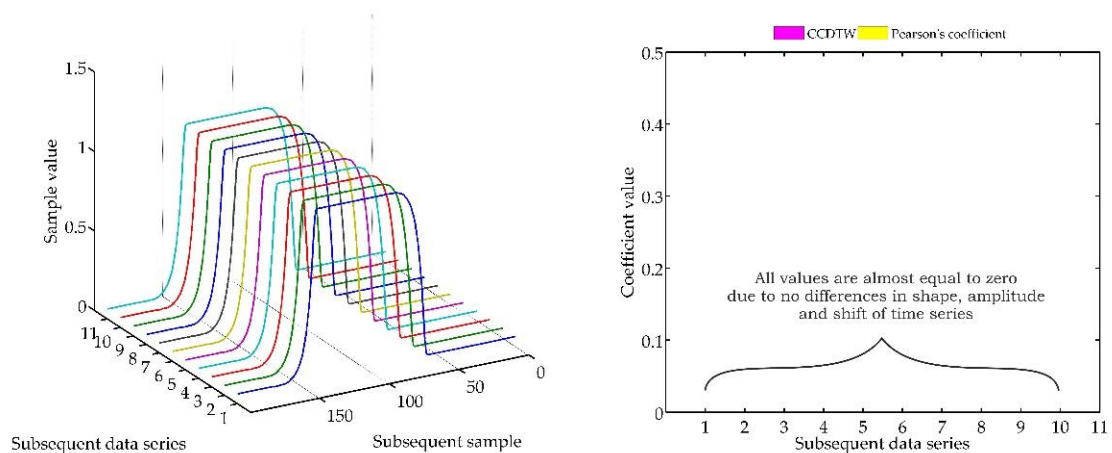 1.5
1
0.5
0
Sample value
11
10
9
8
7
6
5
4
3
2
1
Subsequent data series
150
100
50
0
Subsequent sample
CCDTW Pearson's coefficient
0.5
0.4
0.3
0.2
0.1
0
Coefficient value
All values are almost equal to zero
due to no differences in shape, amplitude
and shift of time series
1 2 3 4 5 6 7 8 9 10 11
Subsequent data series